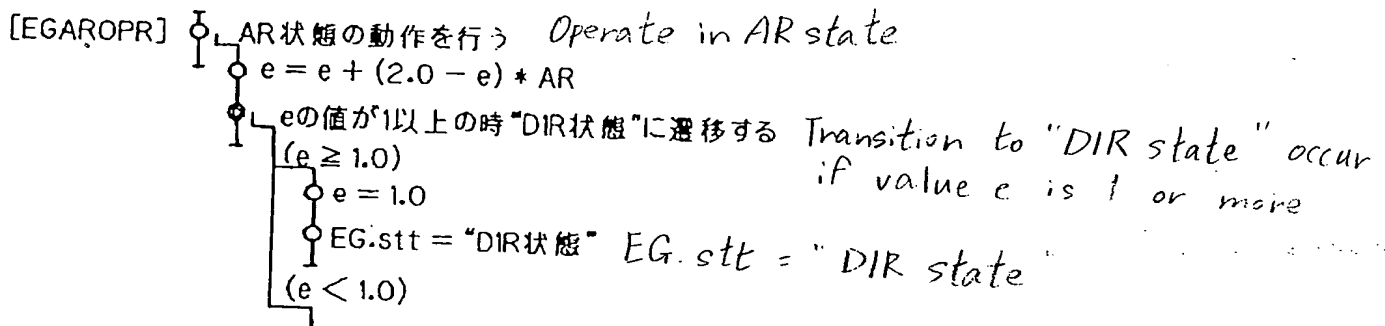 [EGAROPR] AR状態の動作を行う Operate in AR state
e = e + (2.0 - e) * AR
eの値が1以上の時"DIR状態"に遷移する Transition to "DIR state" occur
if value e is 1 or more
(e ≧ 1.0)
e = 1.0
EG.stt = "DIR状態" EG. stt = "DIR state"
(e < 1.0)